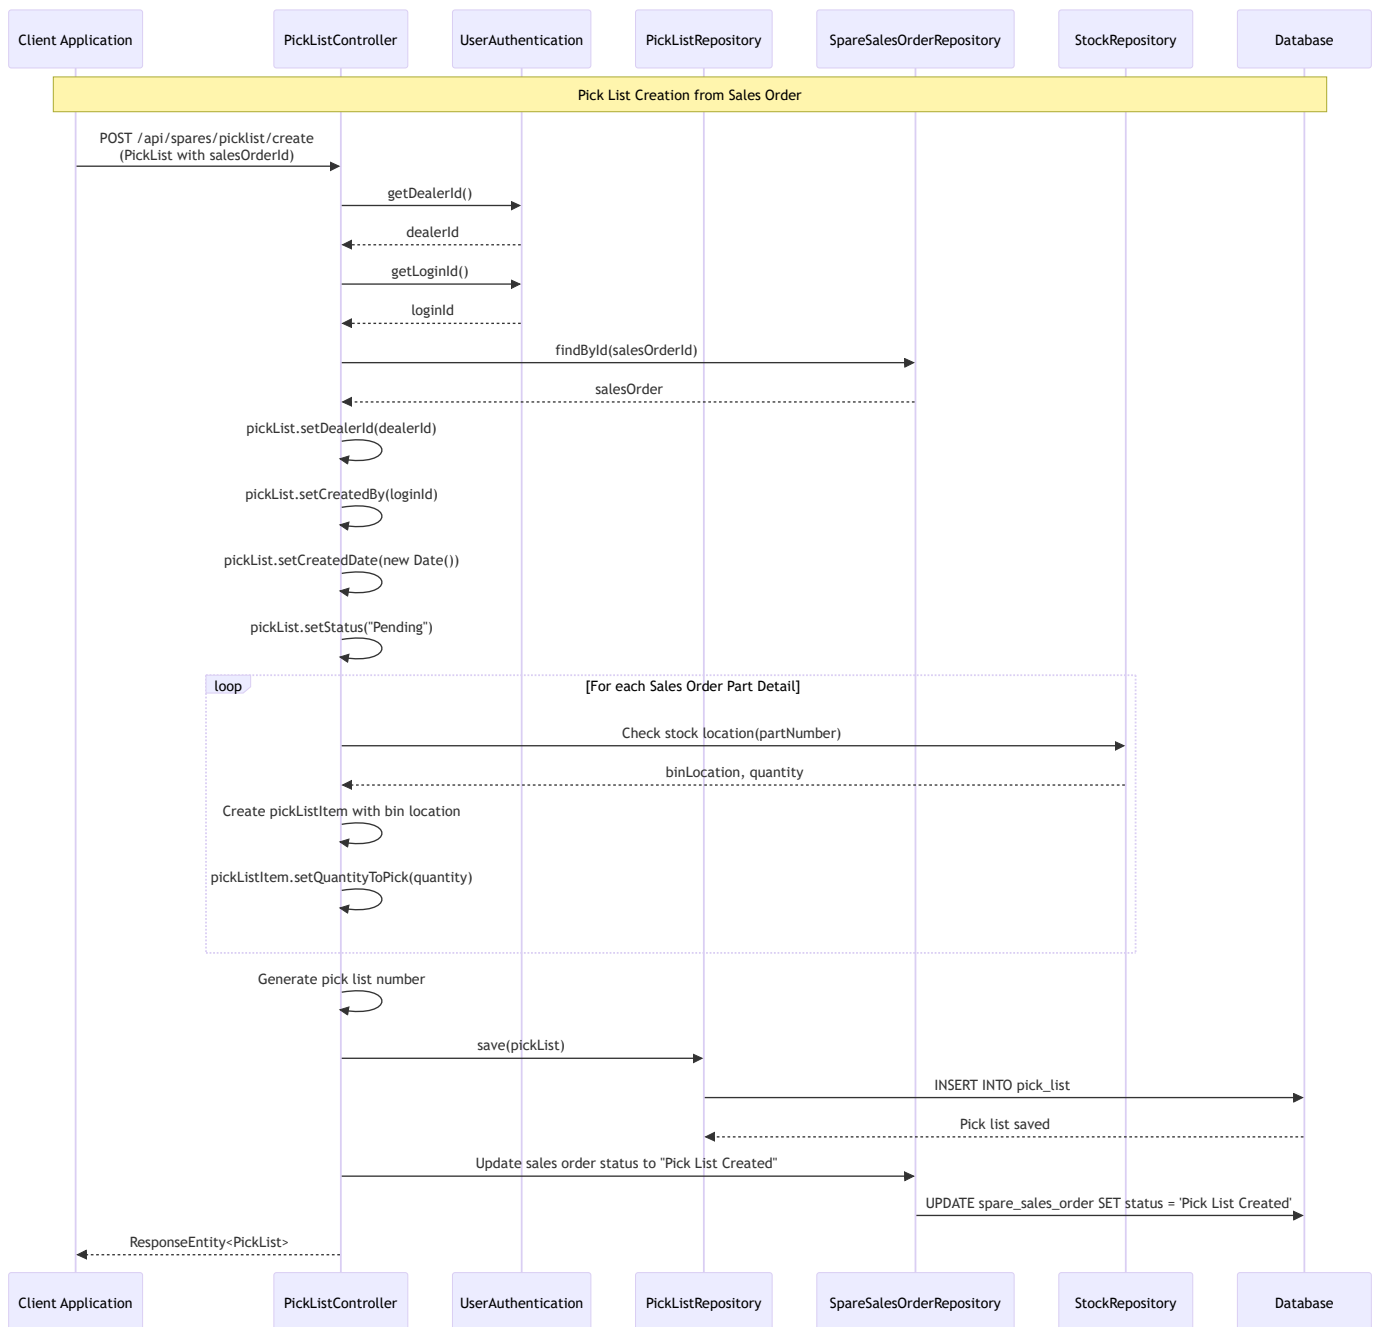 Client Application
PickListController
UserAuthentication
PickListRepository
SpareSalesOrderRepository
StockRepository
Database
Pick List Creation from Sales Order
POST /api/spares/picklist/create
(PickList with salesOrderId)
getDealerId()
dealerId
getLoginId()
loginId
findById(salesOrderId)
salesOrder
pickList.setDealerId(dealerId)
pickList.setCreatedBy(loginId)
pickList.setCreatedDate(new Date())
pickList.setStatus("Pending")
loop
[For each Sales Order Part Detail]
Check stock location(partNumber)
binLocation, quantity
Create pickListItem with bin location
pickListItem.setQuantityToPick(quantity)
Generate pick list number
save(pickList)
INSERT INTO pick_list
Pick list saved
Update sales order status to "Pick List Created"
UPDATE spare_sales_order SET status = 'Pick List Created'
ResponseEntity<PickList>
Client Application
PickListController
UserAuthentication
PickListRepository
SpareSalesOrderRepository
StockRepository
Database